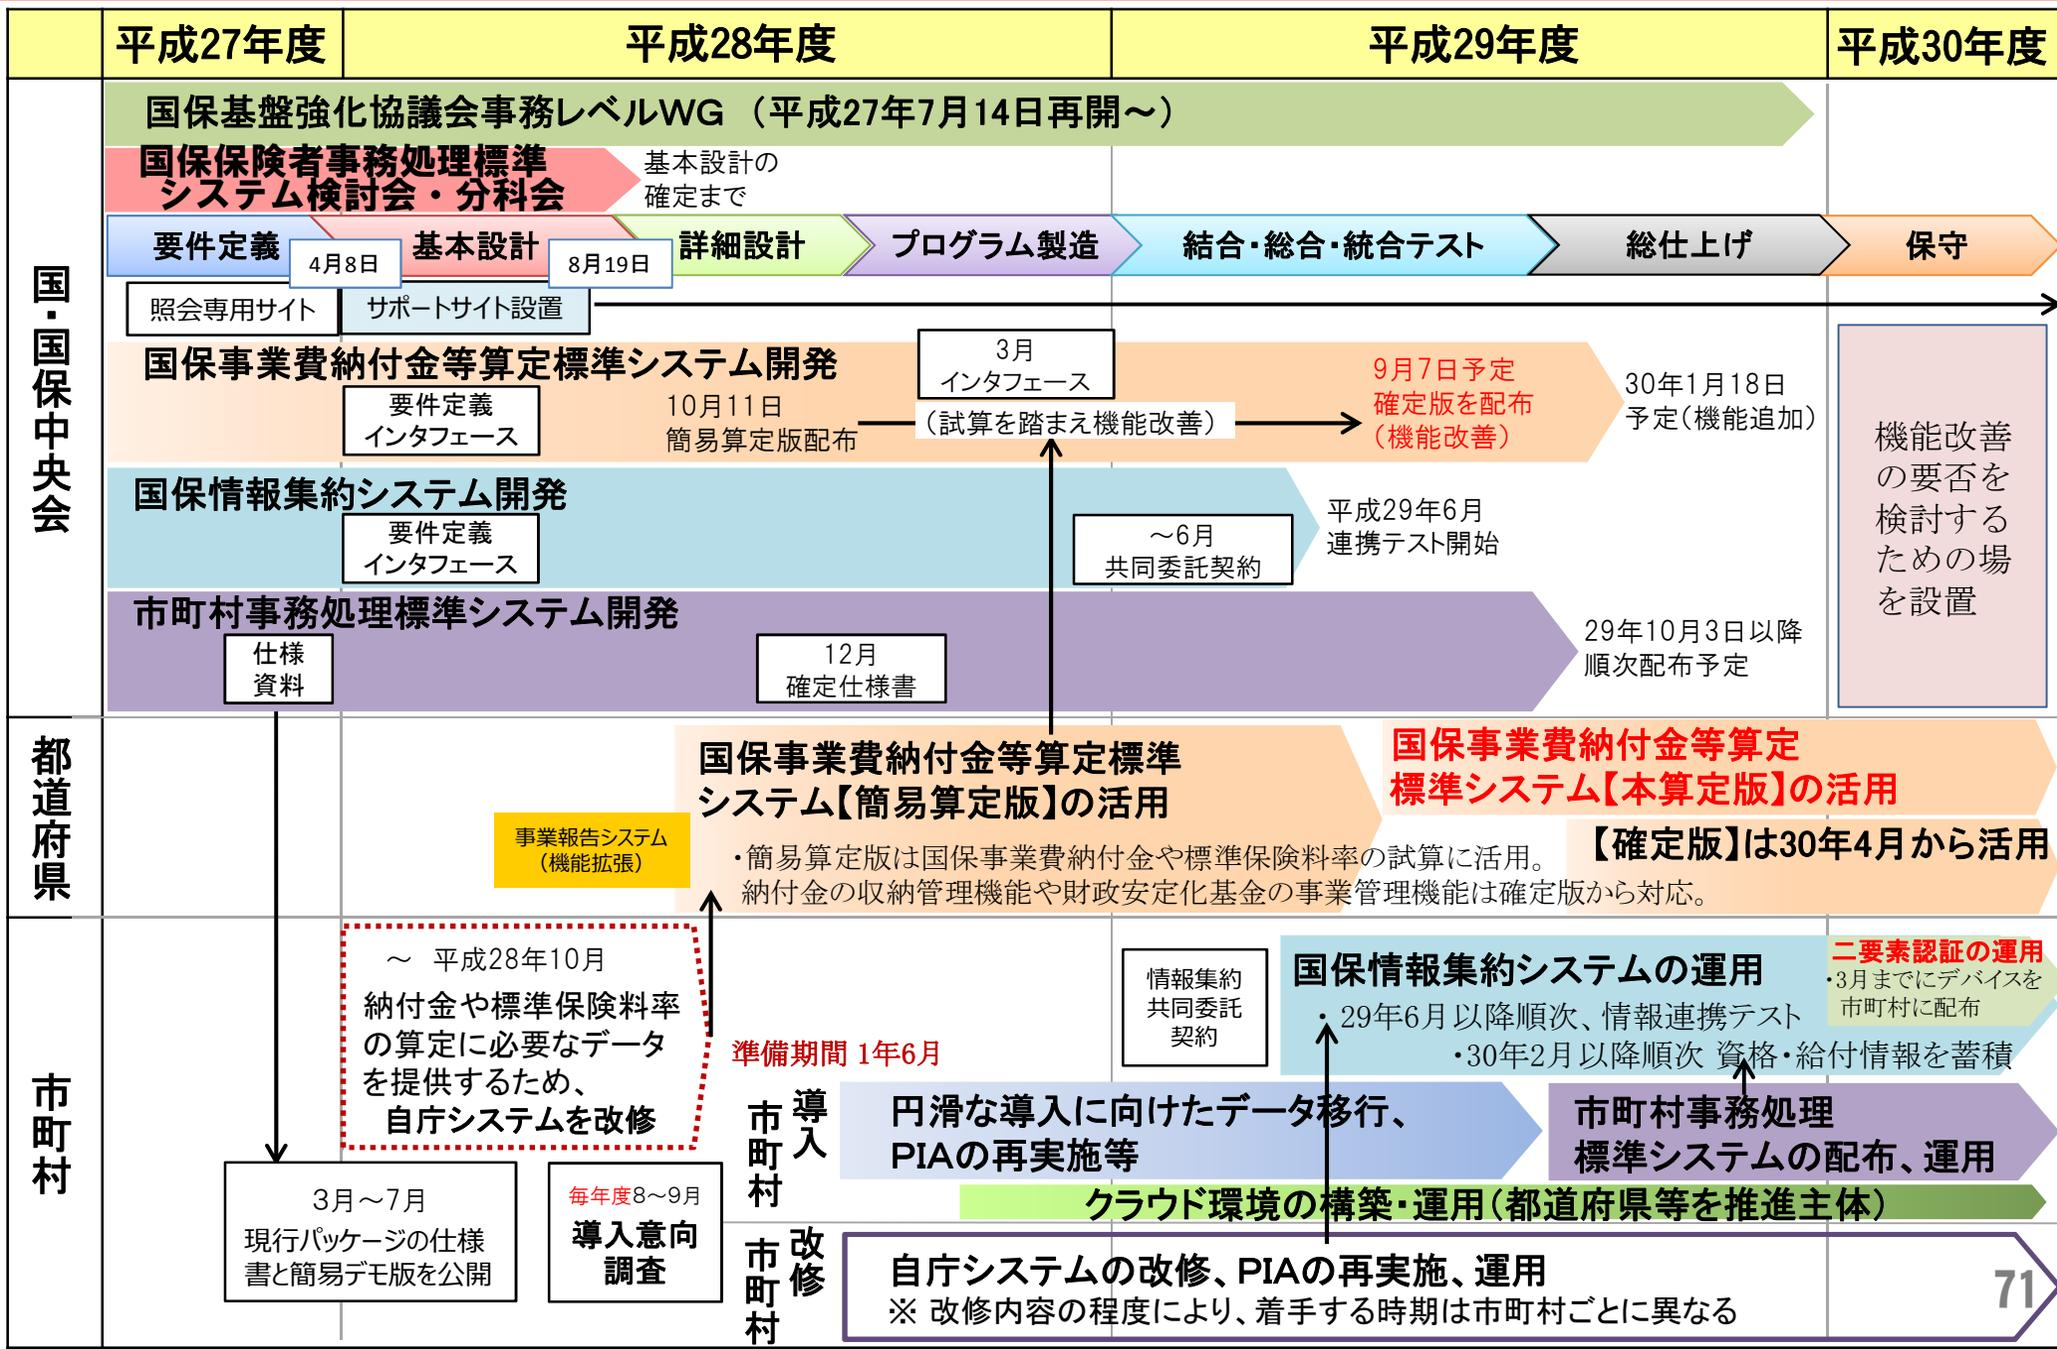 平成27年度
平成28年度
平成29年度
平成30年度
国・国保中央会
国保基盤強化協議会事務レベルWG （平成27年7月14日再開～）
国保保険者事務処理標準
システム検討会・分科会
基本設計の
確定まで
要件定義
基本設計
詳細設計
プログラム製造
結合・総合・統合テスト
総仕上げ
保守
4月8日
8月19日
照会専用サイト
サポートサイト設置
国保事業費納付金等算定標準システム開発
要件定義
インタフェース
10月11日
簡易算定版配布
3月
インタフェース
（試算を踏まえ機能改善）
9月7日予定
確定版を配布
（機能改善）
30年1月18日
予定（機能追加）
機能改善
の要否を
検討する
ための場
を設置
国保情報集約システム開発
要件定義
インタフェース
～6月
共同委託契約
平成29年6月
連携テスト開始
市町村事務処理標準システム開発
仕様
資料
12月
確定仕様書
29年10月3日以降
順次配布予定
都道府県
国保事業費納付金等算定標準
システム【簡易算定版】の活用
国保事業費納付金等算定
標準システム【本算定版】の活用
事業報告システム
（機能拡張）
・簡易算定版は国保事業費納付金や標準保険料率の試算に活用。
納付金の収納管理機能や財政安定化基金の事業管理機能は確定版から対応。
【確定版】は30年4月から活用
市町村
～ 平成28年10月
納付金や標準保険料率
の算定に必要なデータ
を提供するため、
自庁システムを改修
準備期間 1年6月
情報集約
共同委託
契約
国保情報集約システムの運用
・29年6月以降順次、情報連携テスト
・30年2月以降順次 資格・給付情報を蓄積
二要素認証の運用
・3月までにデバイスを
市町村に配布
導入
市町村
円滑な導入に向けたデータ移行、
PIAの再実施等
市町村事務処理
標準システムの配布、運用
クラウド環境の構築・運用（都道府県等を推進主体）
3月～7月
現行パッケージの仕様
書と簡易デモ版を公開
毎年度8～9月
導入意向
調査
改修
市町村
自庁システムの改修、PIAの再実施、運用
※ 改修内容の程度により、着手する時期は市町村ごとに異なる
71